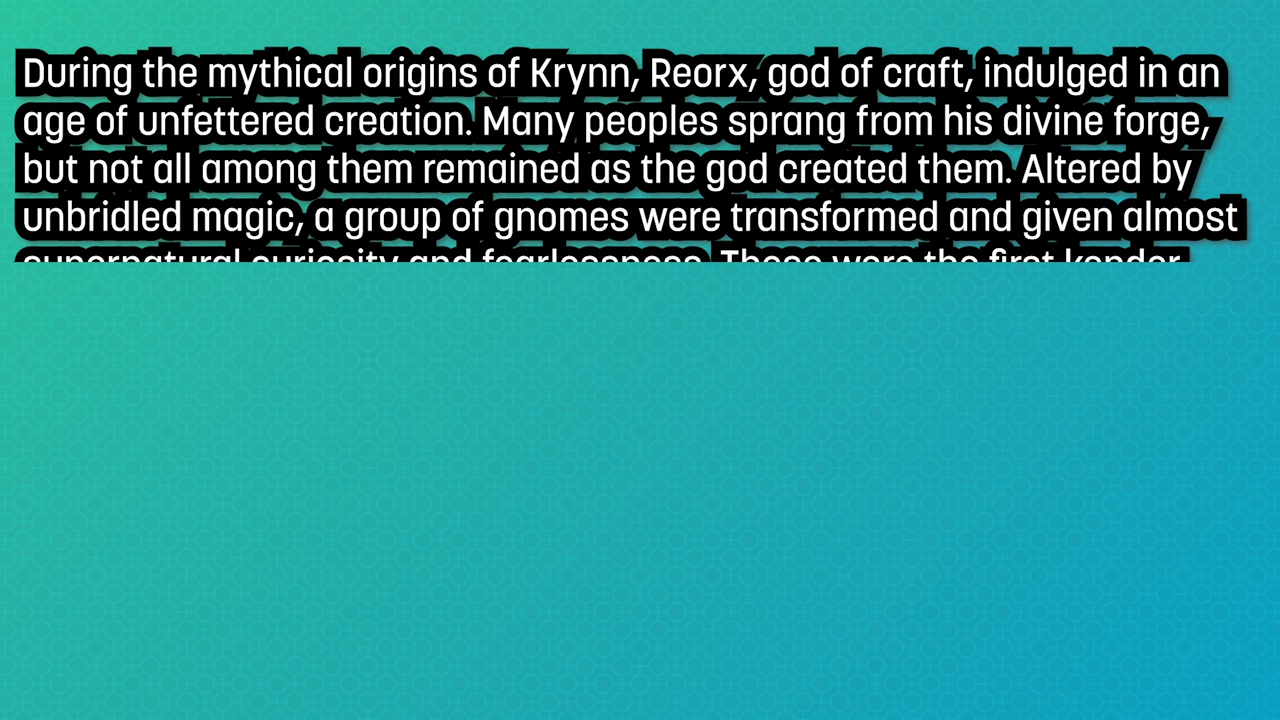 During the mythical origins of Krynn, Reorx, god of craft, indulged in an
age of unfettered creation. Many peoples sprang from his divine forge,
but not all among them remained as the god created them. Altered by
unbridled magic, a group of gnomes were transformed and given almost
supernatural curiosity and fearlessness. These were the first kender